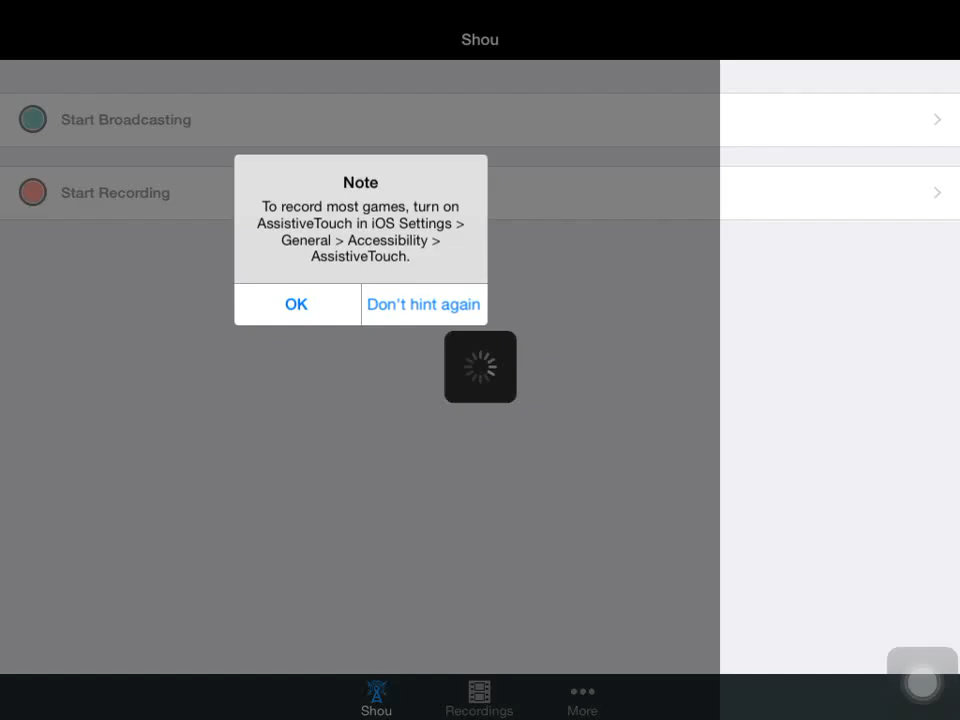 Shou
Start Broadcasting
Start Recording
Note
To record most games, turn on
AssistiveTouch in iOS Settings >
General > Accessibility >
AssistiveTouch.
OK
Don't hint again
Shou
Recordings
More